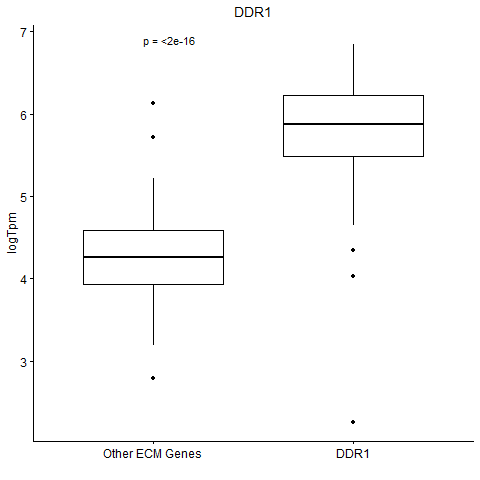 DDR1
7
p = <2e-16
6
5
logTpm
4
3
Other ECM Genes
DDR1